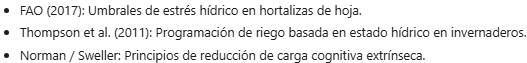 • FAO (2017): Umbrales de estrés hídrico en hortalizas de hoja.
• Thompson et al. (2011): Programación de riego basada en estado hídrico en invernaderos.
• Norman / Sweller: Principios de reducción de carga cognitiva extrínseca.